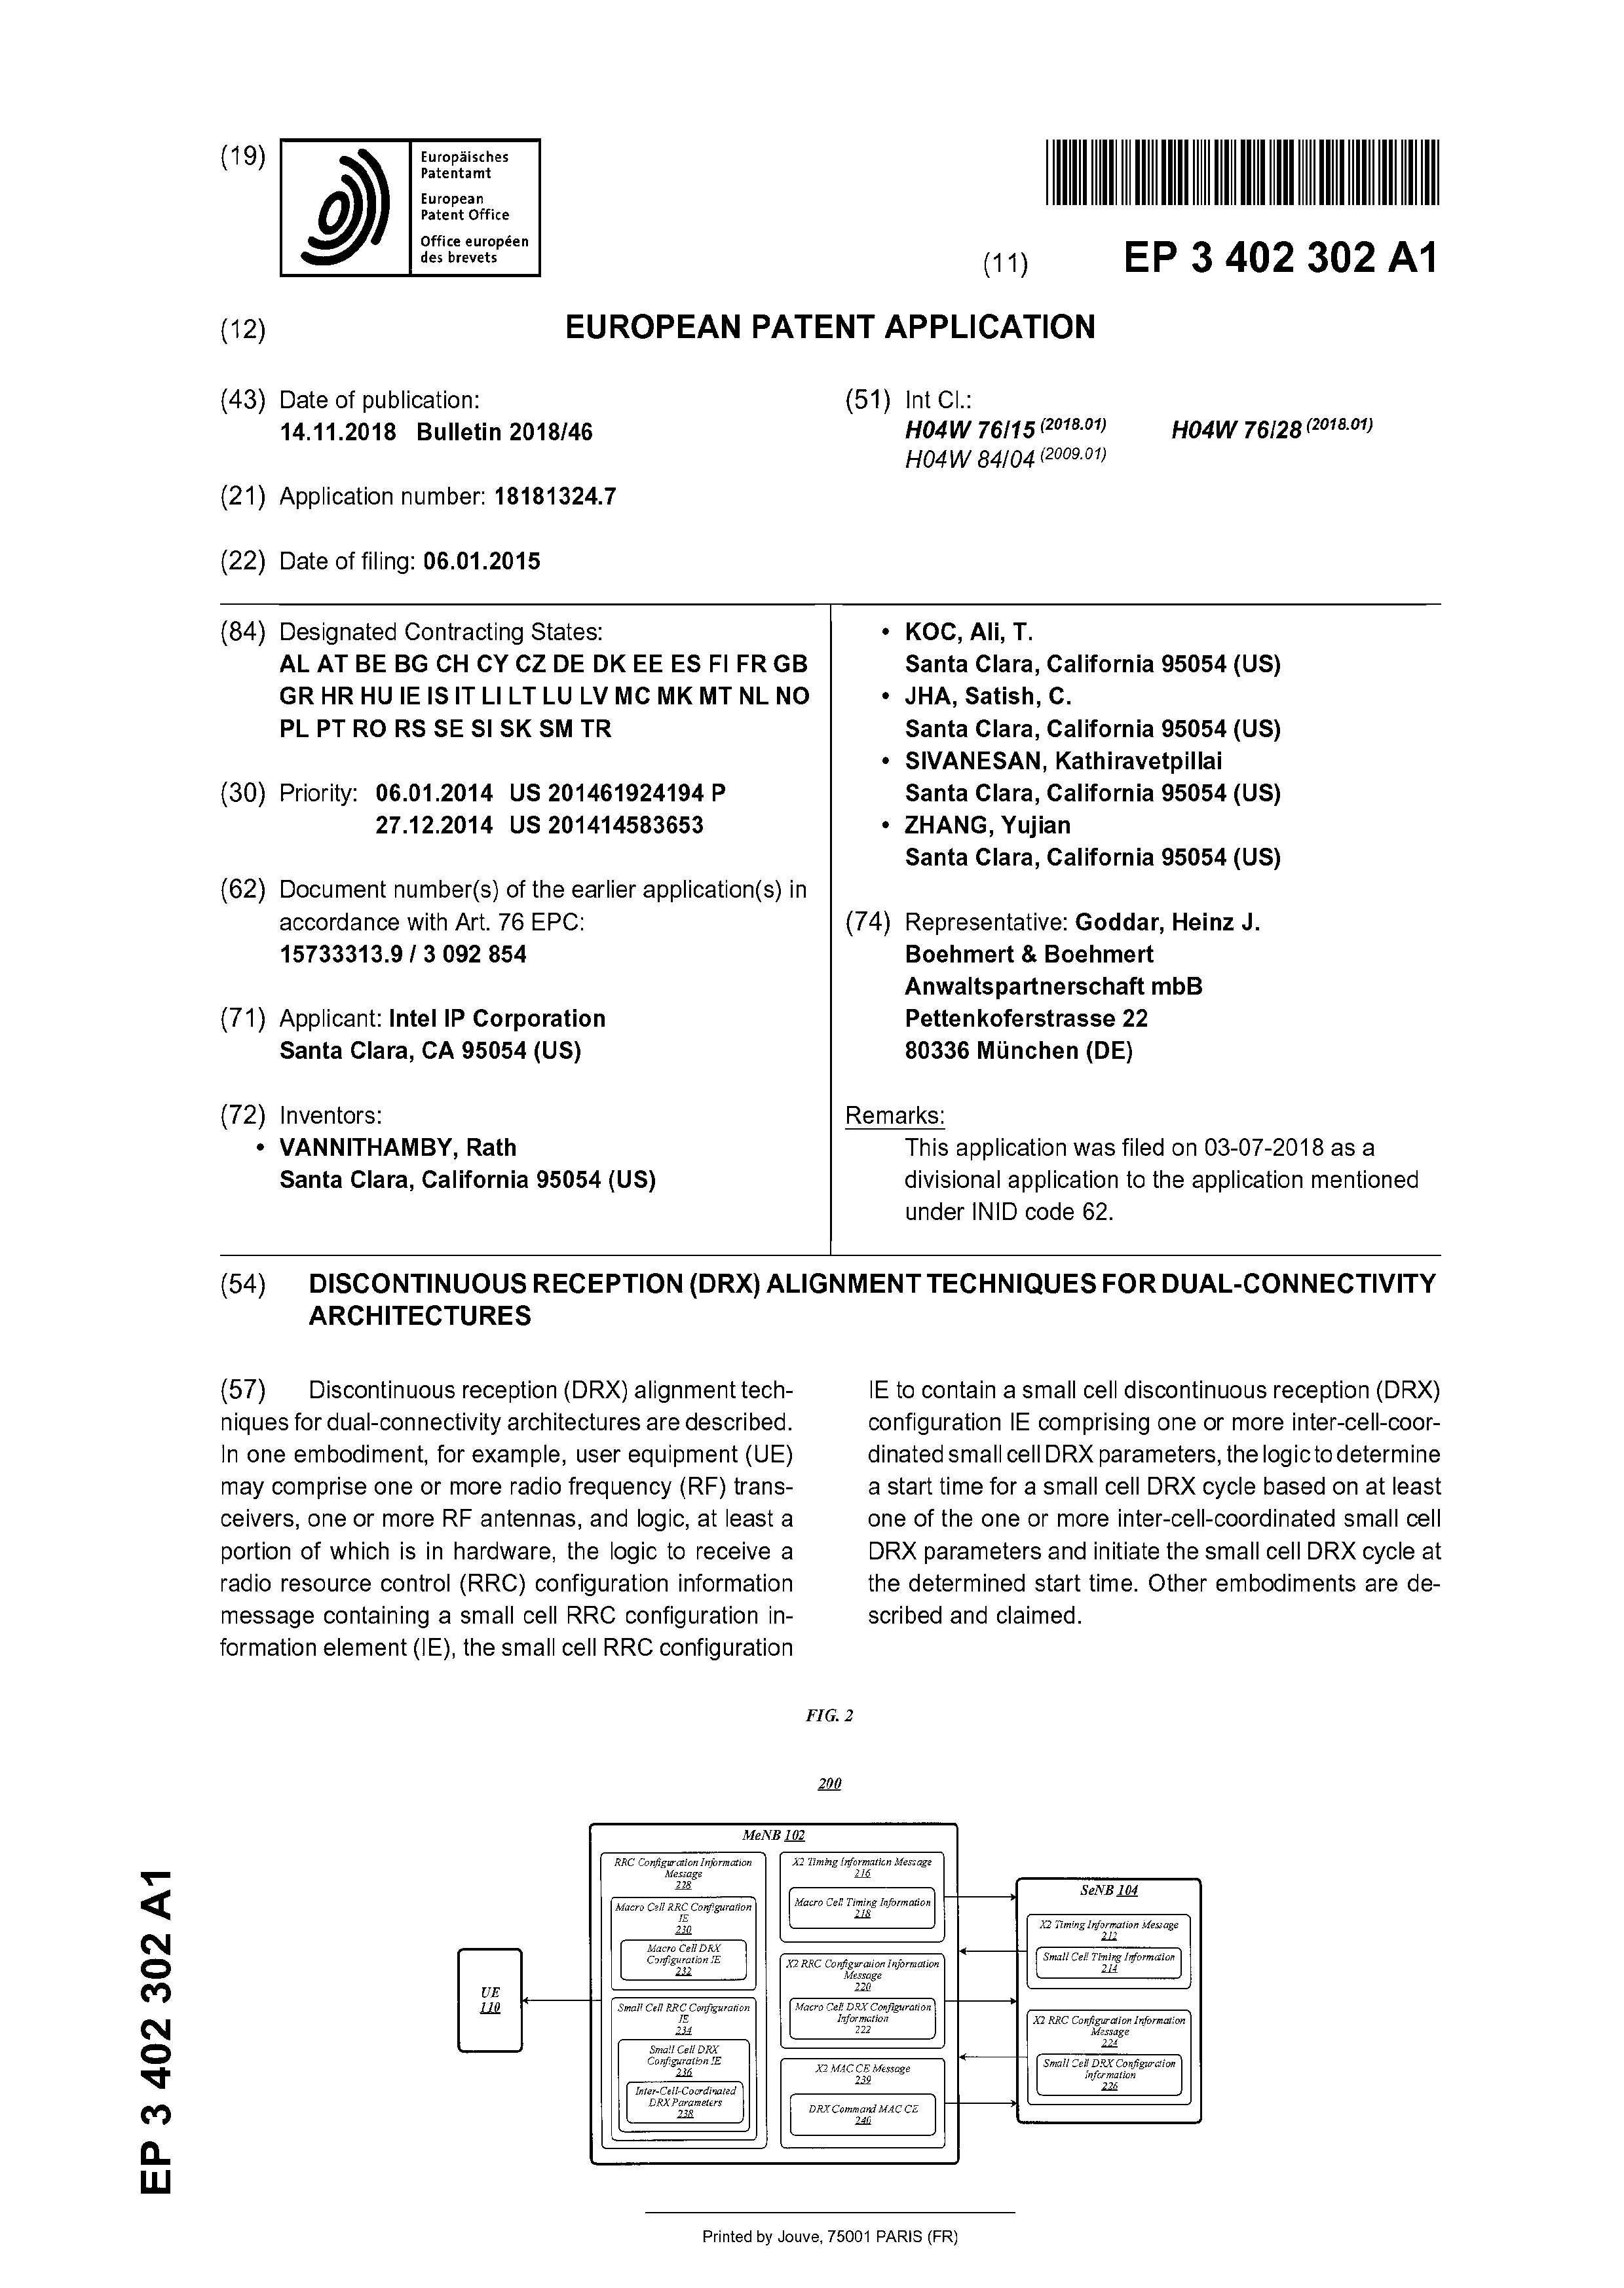 (19)
Europäisches
Patentamt
European
Patent Office
Office européen
des brevets
(11) EP 3 402 302 A1
(12) EUROPEAN PATENT APPLICATION
(43) Date of publication:
14.11.2018 Bulletin 2018/46
(21) Application number: 18181324.7
(22) Date of filing: 06.01.2015
(51) Int Cl.:
H04W 76/15 (2018.01) H04W 76/28 (2018.01)
H04W 84/04 (2009.01)
(84) Designated Contracting States:
AL AT BE BG CH CY CZ DE DK EE ES FI FR GB
GR HR HU IE IS IT LI LT LU LV MC MK MT NL NO
PL PT RO RS SE SI SK SM TR
(30) Priority: 06.01.2014 US 201461924194 P
27.12.2014 US 201414583653
(62) Document number(s) of the earlier application(s) in
accordance with Art. 76 EPC:
15733313.9 / 3 092 854
(71) Applicant: Intel IP Corporation
Santa Clara, CA 95054 (US)
(72) Inventors:
• VANNITHAMBY, Rath
Santa Clara, California 95054 (US)
• KOC, Ali, T.
Santa Clara, California 95054 (US)
• JHA, Satish, C.
Santa Clara, California 95054 (US)
• SIVANESAN, Kathiravetpillai
Santa Clara, California 95054 (US)
• ZHANG, Yujian
Santa Clara, California 95054 (US)
(74) Representative: Goddar, Heinz J.
Boehmert & Boehmert
Anwaltspartnerschaft mbB
Pettenkoferstrasse 22
80336 München (DE)
Remarks:
This application was filed on 03-07-2018 as a
divisional application to the application mentioned
under INID code 62.
(54) DISCONTINUOUS RECEPTION (DRX) ALIGNMENT TECHNIQUES FOR DUAL-CONNECTIVITY
ARCHITECTURES
(57) Discontinuous reception (DRX) alignment tech-
niques for dual-connectivity architectures are described.
In one embodiment, for example, user equipment (UE)
may comprise one or more radio frequency (RF) trans-
ceivers, one or more RF antennas, and logic, at least a
portion of which is in hardware, the logic to receive a
radio resource control (RRC) configuration information
message containing a small cell RRC configuration in-
formation element (IE), the small cell RRC configuration
IE to contain a small cell discontinuous reception (DRX)
configuration IE comprising one or more inter-cell-coor-
dinated small cell DRX parameters, the logic to determine
a start time for a small cell DRX cycle based on at least
one of the one or more inter-cell-coordinated small cell
DRX parameters and initiate the small cell DRX cycle at
the determined start time. Other embodiments are de-
scribed and claimed.
FIG. 2
200
UE
110
MeNB 102
RRC Configuration Information
Message
228
Macro Cell RRC Configuration
IE
230
Macro Cell DRX
Configuration IE
232
Small Cell RRC Configuration
IE
234
Small Cell DRX
Configuration IE
236
Inter-Cell-Coordinated
DRX Parameters
238
X2 Timing Information Message
216
Macro Cell Timing Information
218
X2 RRC Configuration Information
Message
220
Macro Cell DRX Configuration
Information
222
X2 MAC CE Message
239
DRX Command MAC CE
240
SeNB 104
X2 Timing Information Message
212
Small Cell Timing Information
214
X2 RRC Configuration Information
Message
224
Small Cell DRX Configuration
Information
226
EP 3 402 302 A1
Printed by Jouve, 75001 PARIS (FR)